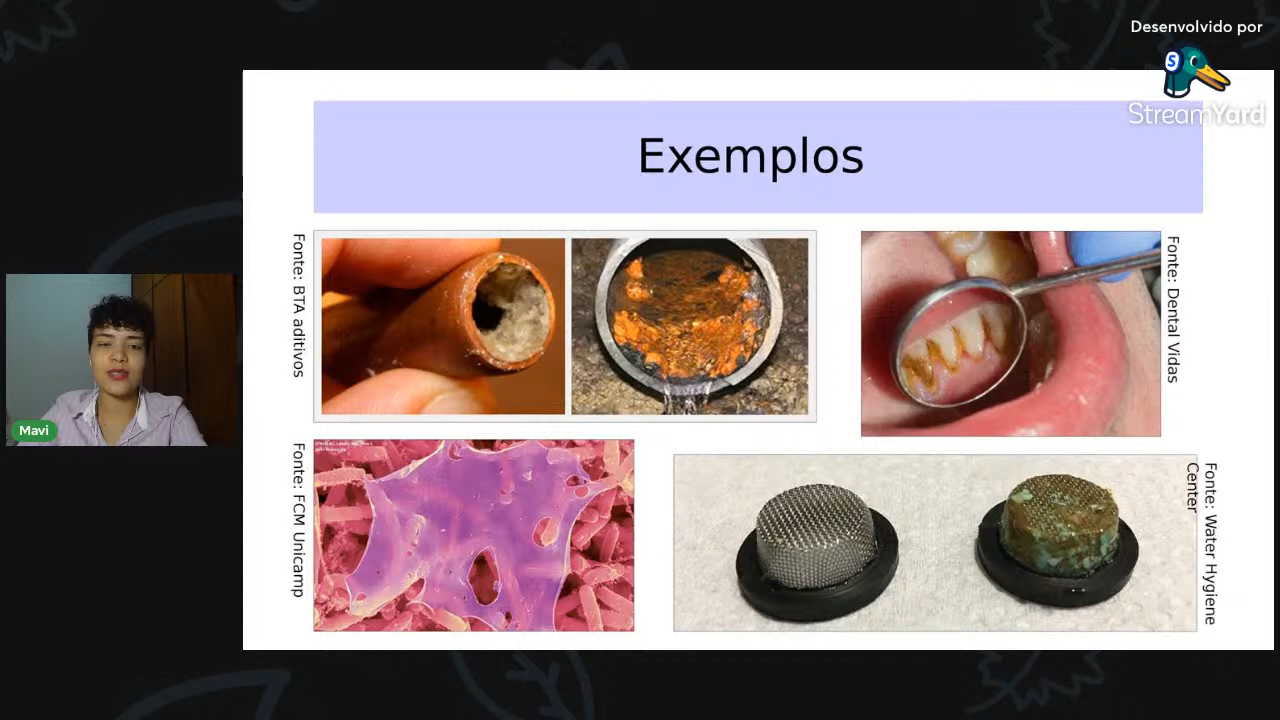 Desenvolvido por
S
StreamYard
Exemplos
Fonte: BTA aditivos
Fonte: Dental Vidas
Fonte: FCM Unicamp
Fonte: Water Hygiene
Center
Mavi